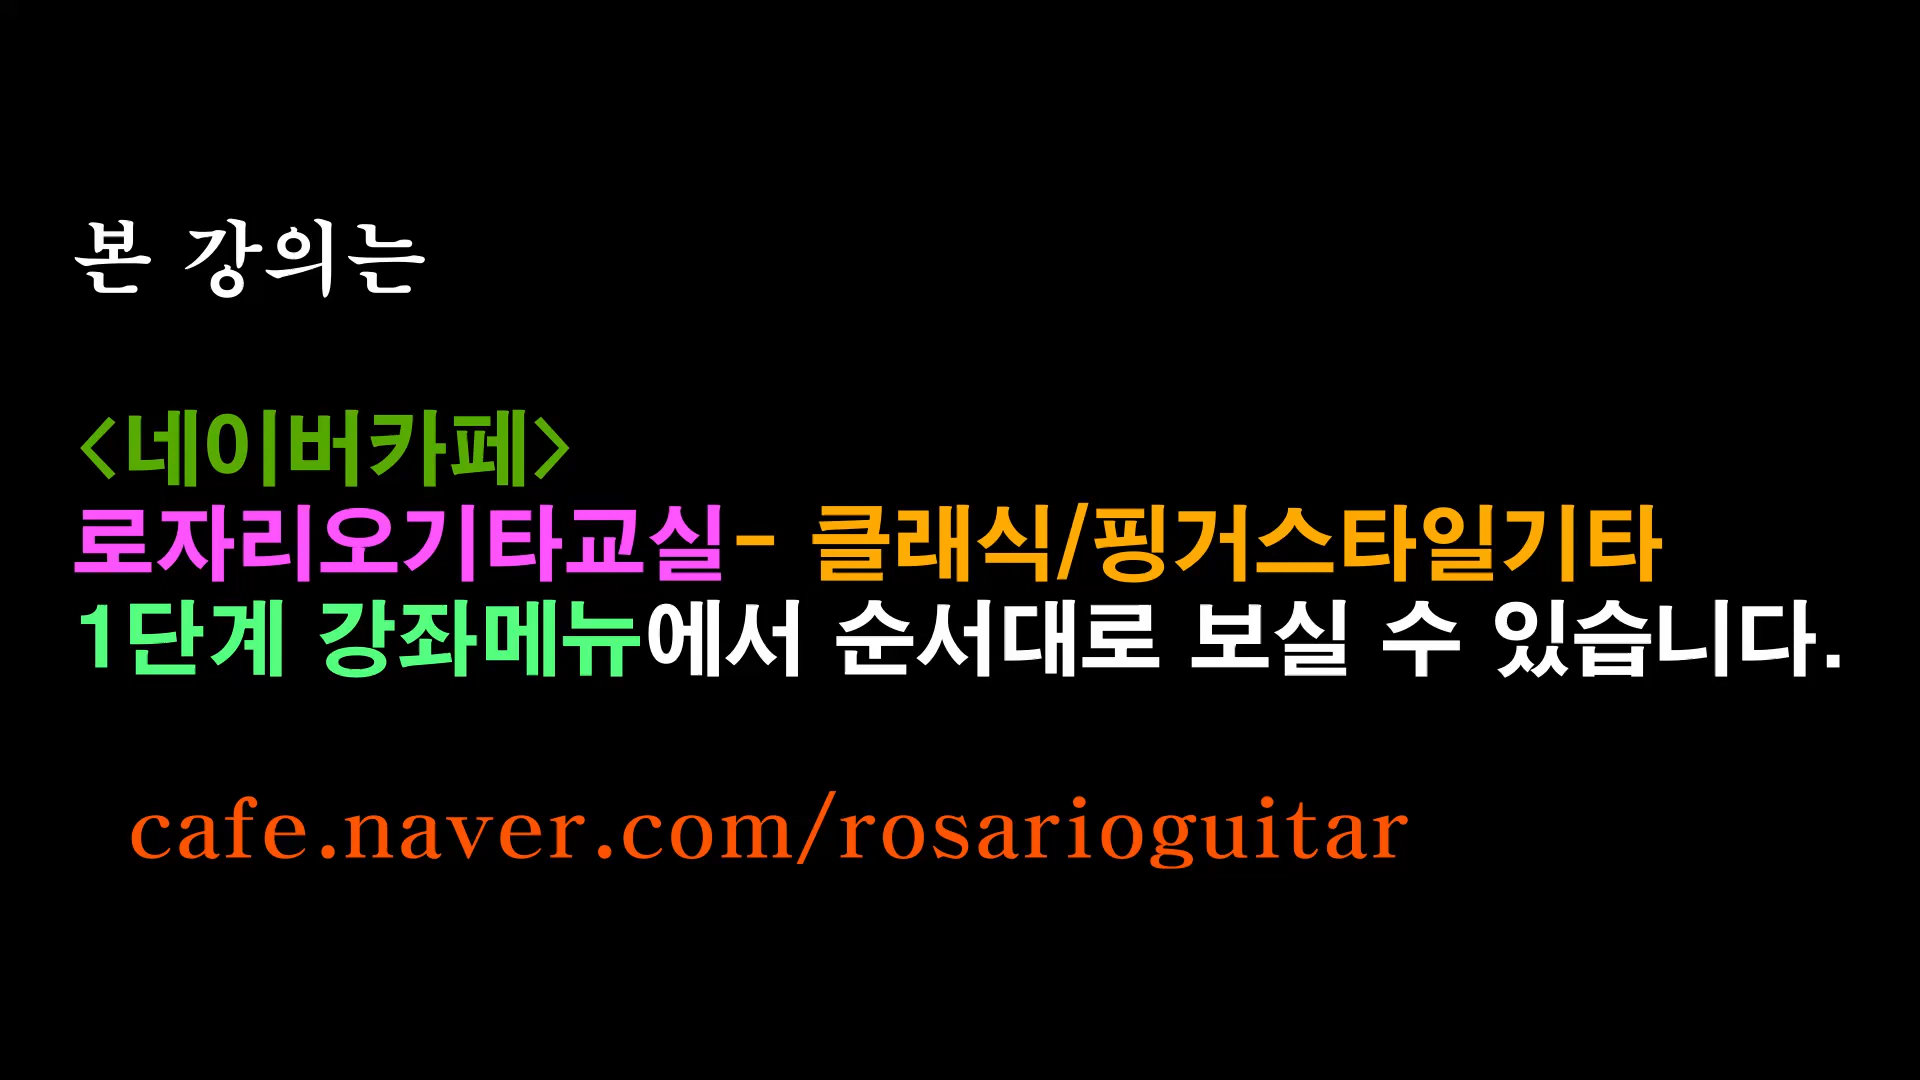 본 강의는
<네이버카페>
로자리오기타교실- 클래식/핑거스타일기타
1단계 강좌메뉴에서 순서대로 보실 수 있습니다.
cafe.naver.com/rosarioguitar